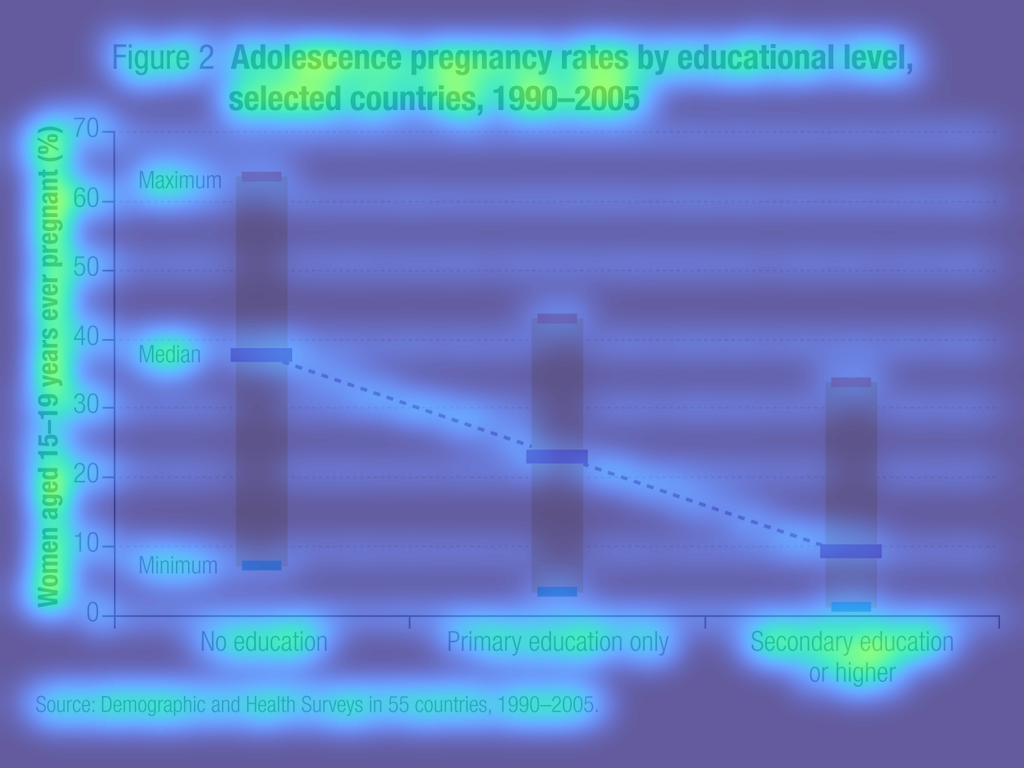 Figure 2 Adolescence pregnancy rates by educational level,
selected countries, 1990–2005
Women aged 15–19 years ever pregnant (%)
70
60
50
40
30
20
10
0
Maximum
Median
Minimum
No education
Primary education only
Secondary education
or higher
Source: Demographic and Health Surveys in 55 countries, 1990–2005.